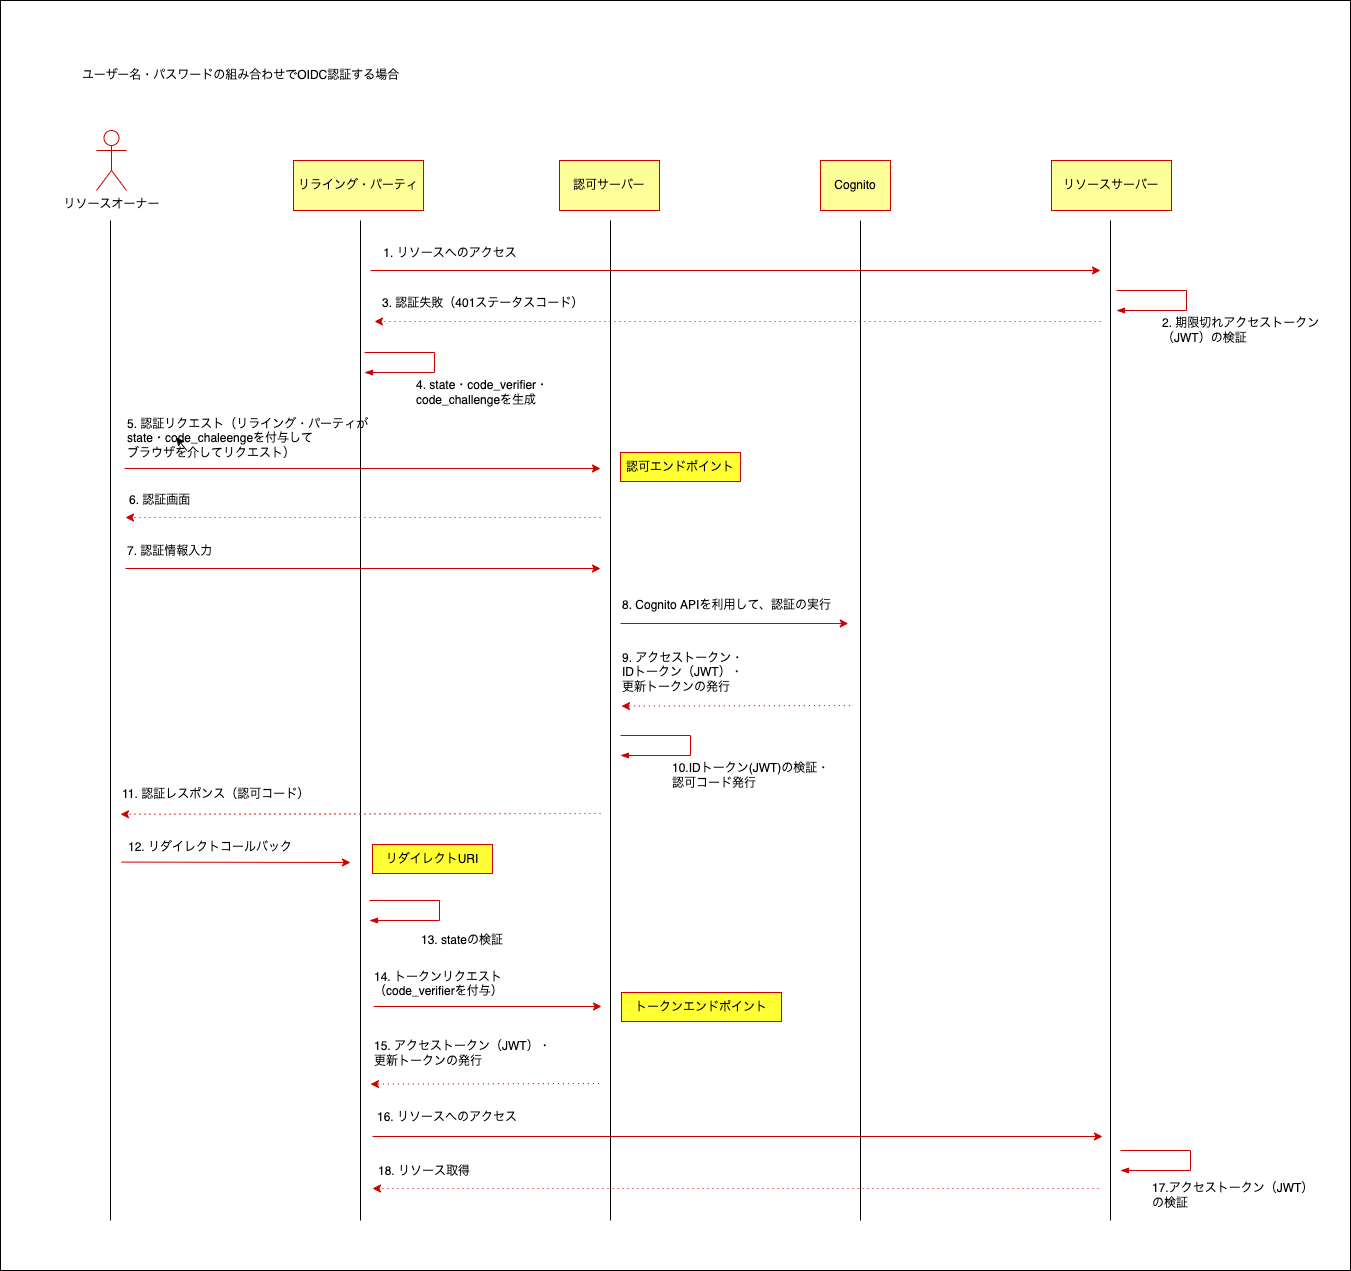 ユーザー名・パスワードの組み合わせでOIDC認証する場合
リソースオーナー
リライング・パーティ
認可サーバー
Cognito
リソースサーバー
1. リソースへのアクセス
3. 認証失敗（401ステータスコード）
2. 期限切れアクセストークン
（JWT）の検証
4. state・code_verifier・
code_challengeを生成
5. 認証リクエスト（リライング・パーティが
state・code_chaleengeを付与して
ブラウザを介してリクエスト）
認可エンドポイント
6. 認証画面
7. 認証情報入力
8. Cognito APIを利用して、認証の実行
9. アクセストークン・
IDトークン（JWT）・
更新トークンの発行
10.IDトークン(JWT)の検証・
認可コード発行
11. 認証レスポンス（認可コード）
12. リダイレクトコールバック
リダイレクトURI
13. stateの検証
14. トークンリクエスト
（code_verifierを付与）
トークンエンドポイント
15. アクセストークン（JWT）・
更新トークンの発行
16. リソースへのアクセス
18. リソース取得
17.アクセストークン（JWT）
の検証